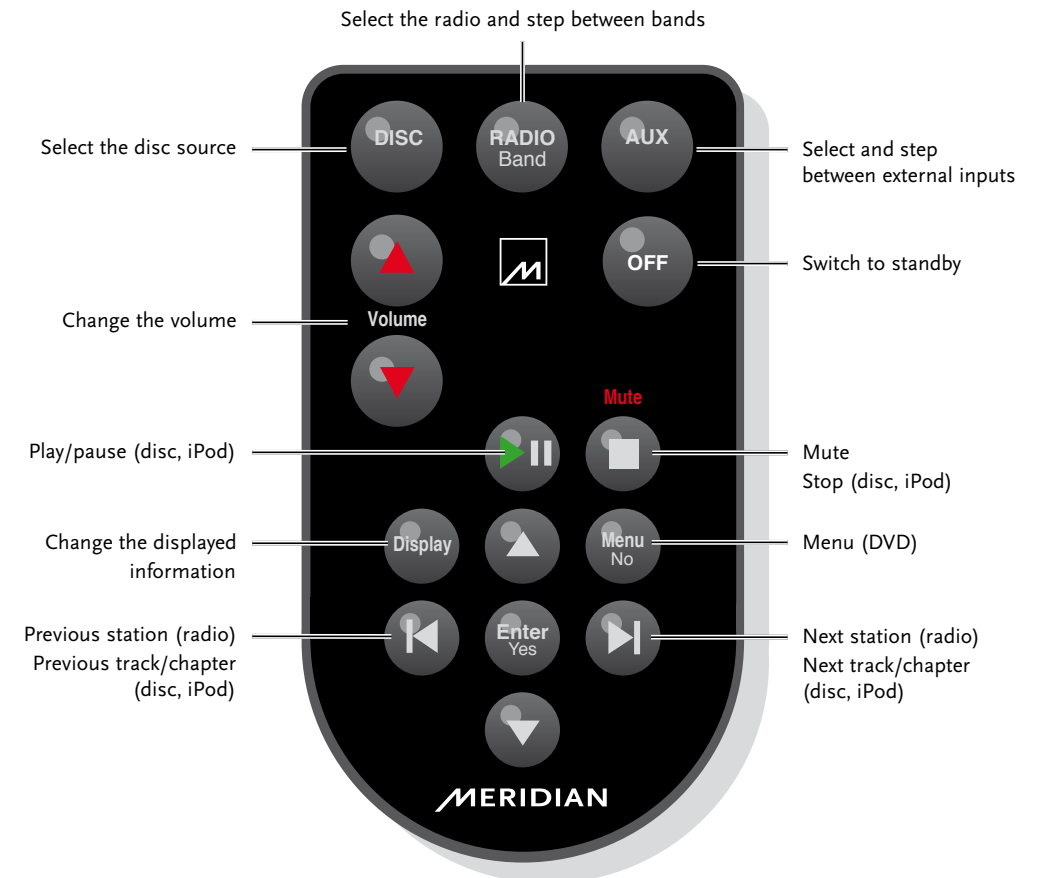 Select the radio and step between bands
DISC
RADIO
Band
AUX
Select the disc source
Select and step
between external inputs
OFF
Switch to standby
Change the volume
Volume
Mute
Play/pause (disc, iPod)
Mute
Stop (disc, iPod)
Change the displayed
information
Display
Menu
No
Menu (DVD)
Previous station (radio)
Previous track/chapter
(disc, iPod)
Enter
Yes
Next station (radio)
Next track/chapter
(disc, iPod)
MERIDIAN